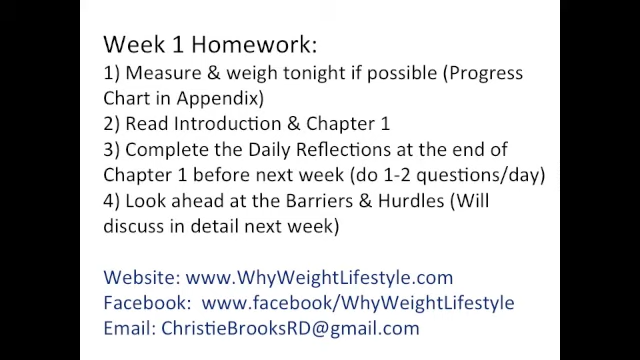 Week 1 Homework:
1) Measure & weigh tonight if possible (Progress
Chart in Appendix)
2) Read Introduction & Chapter 1
3) Complete the Daily Reflections at the end of
Chapter 1 before next week (do 1-2 questions/day)
4) Look ahead at the Barriers & Hurdles (Will
discuss in detail next week)
Website: www.WhyWeightLifestyle.com
Facebook:  www.facebook/WhyWeightLifestyle
Email: ChristieBrooksRD@gmail.com